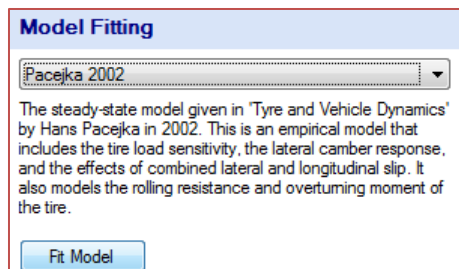 Model Fitting
Pacejka 2002
The steady-state model given in 'Tyre and Vehicle Dynamics'
by Hans Pacejka in 2002. This is an empirical model that
includes the tire load sensitivity, the lateral camber response,
and the effects of combined lateral and longitudinal slip. It
also models the rolling resistance and overturning moment of
the tire.
Fit Model